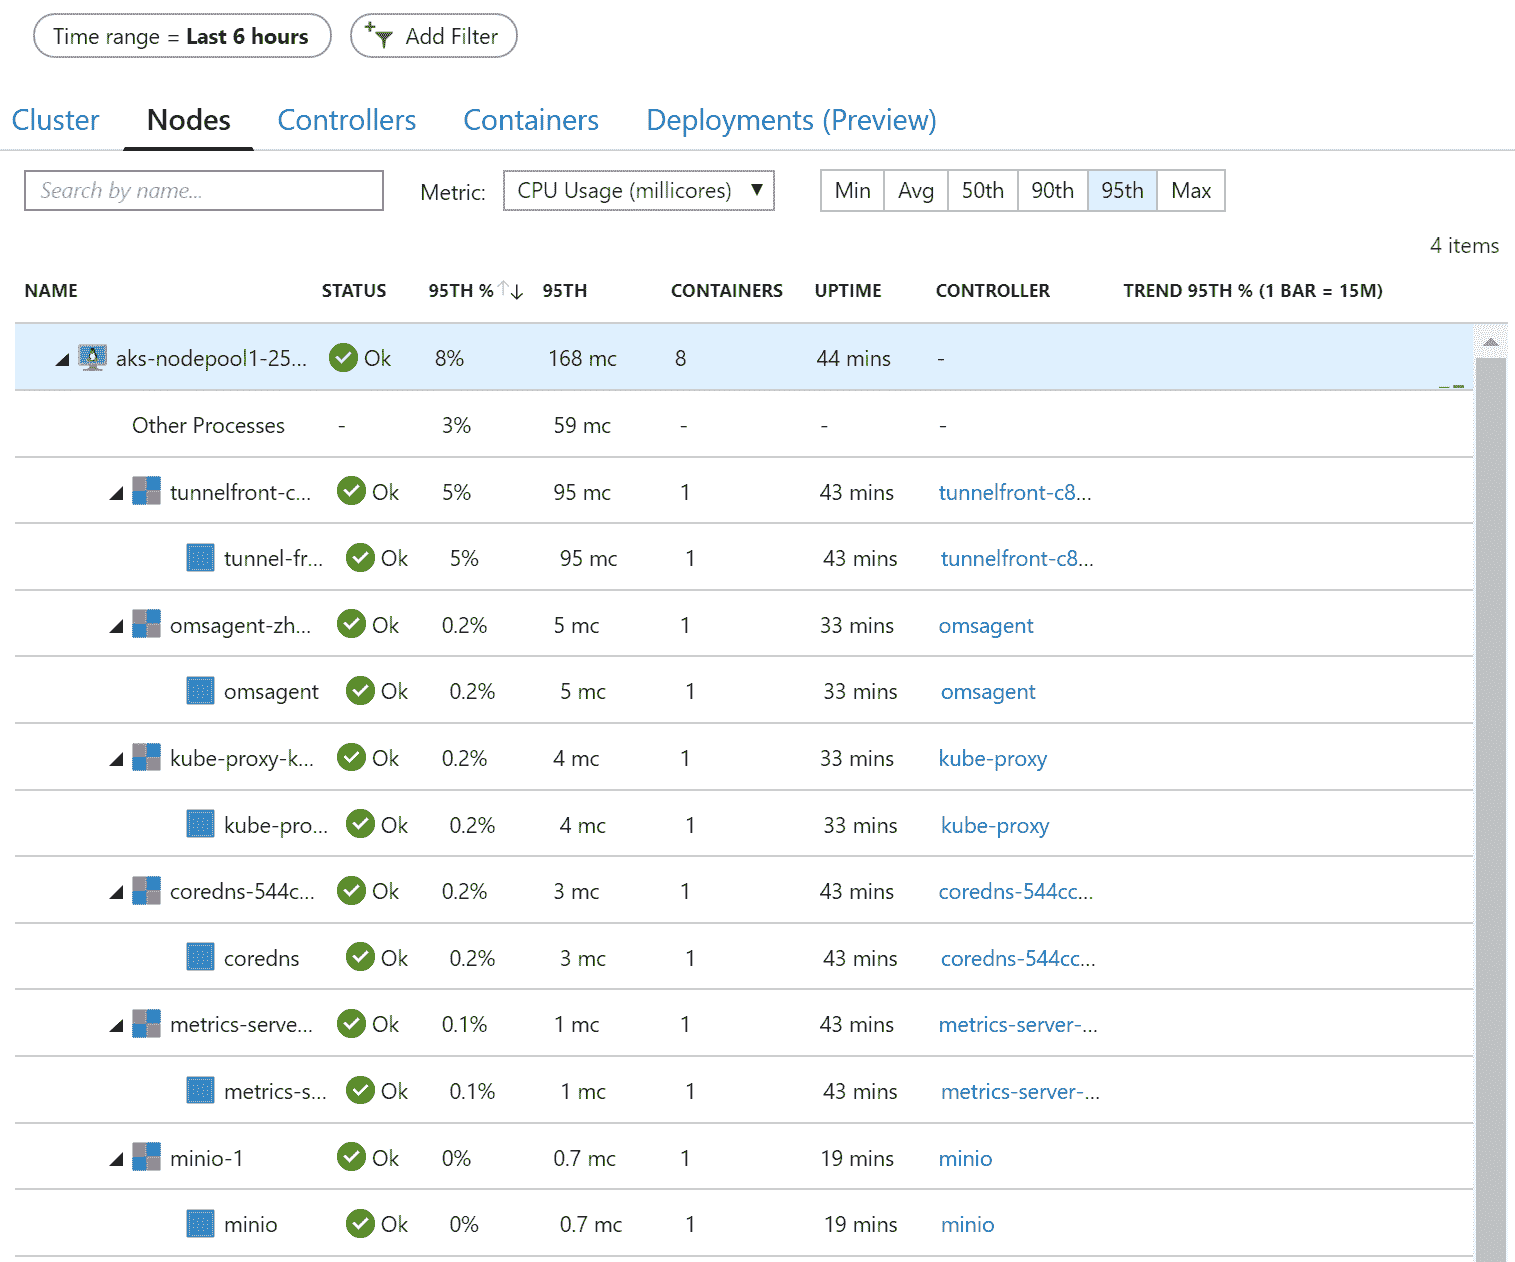 Time range = Last 6 hours Add Filter
Cluster Nodes Controllers Containers Deployments (Preview)
Search by name... Metric: CPU Usage (millicores) Min Avg 50th 90th 95th Max
4 items
NAME STATUS 95TH % 95TH CONTAINERS UPTIME CONTROLLER TREND 95TH % (1 BAR = 15M)
aks-nodepool1-25... Ok 8% 168 mc 8 44 mins -
Other Processes - 3% 59 mc - - -
tunnelfront-c... Ok 5% 95 mc 1 43 mins tunnelfront-c8...
tunnel-fr... Ok 5% 95 mc 1 43 mins tunnelfront-c8...
omsagent-zh... Ok 0.2% 5 mc 1 33 mins omsagent
omsagent Ok 0.2% 5 mc 1 33 mins omsagent
kube-proxy-k... Ok 0.2% 4 mc 1 33 mins kube-proxy
kube-pro... Ok 0.2% 4 mc 1 33 mins kube-proxy
coredns-544c... Ok 0.2% 3 mc 1 43 mins coredns-544cc...
coredns Ok 0.2% 3 mc 1 43 mins coredns-544cc...
metrics-serve... Ok 0.1% 1 mc 1 43 mins metrics-server-...
metrics-s... Ok 0.1% 1 mc 1 43 mins metrics-server-...
minio-1 Ok 0% 0.7 mc 1 19 mins minio
minio Ok 0% 0.7 mc 1 19 mins minio